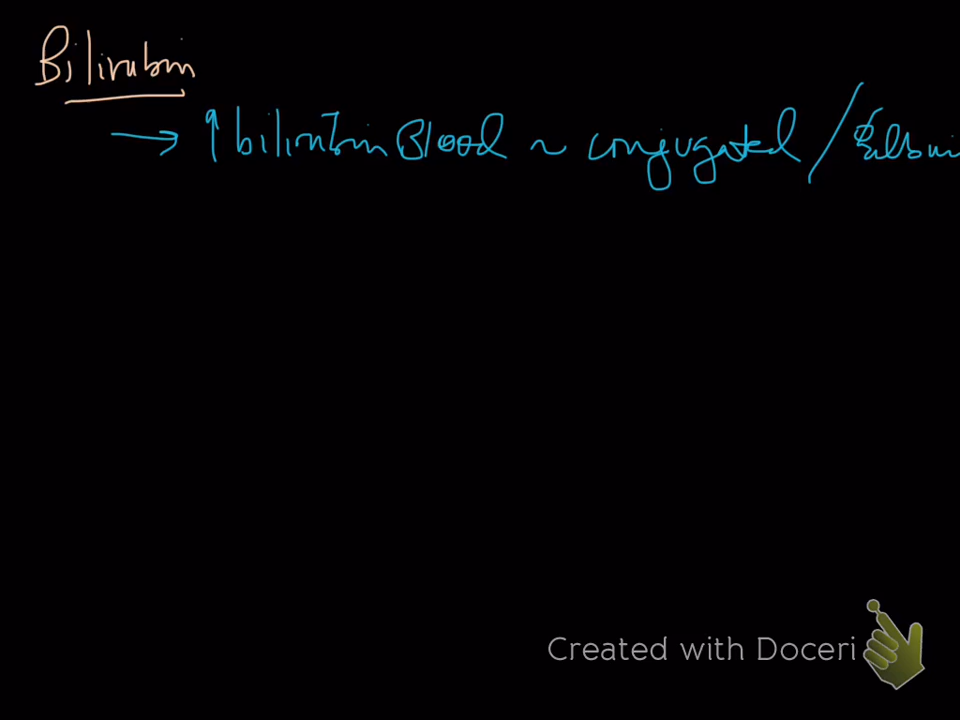 Bilirubin
→ ↑ bilirubin Blood ~ conjugated /
Created with Doceri